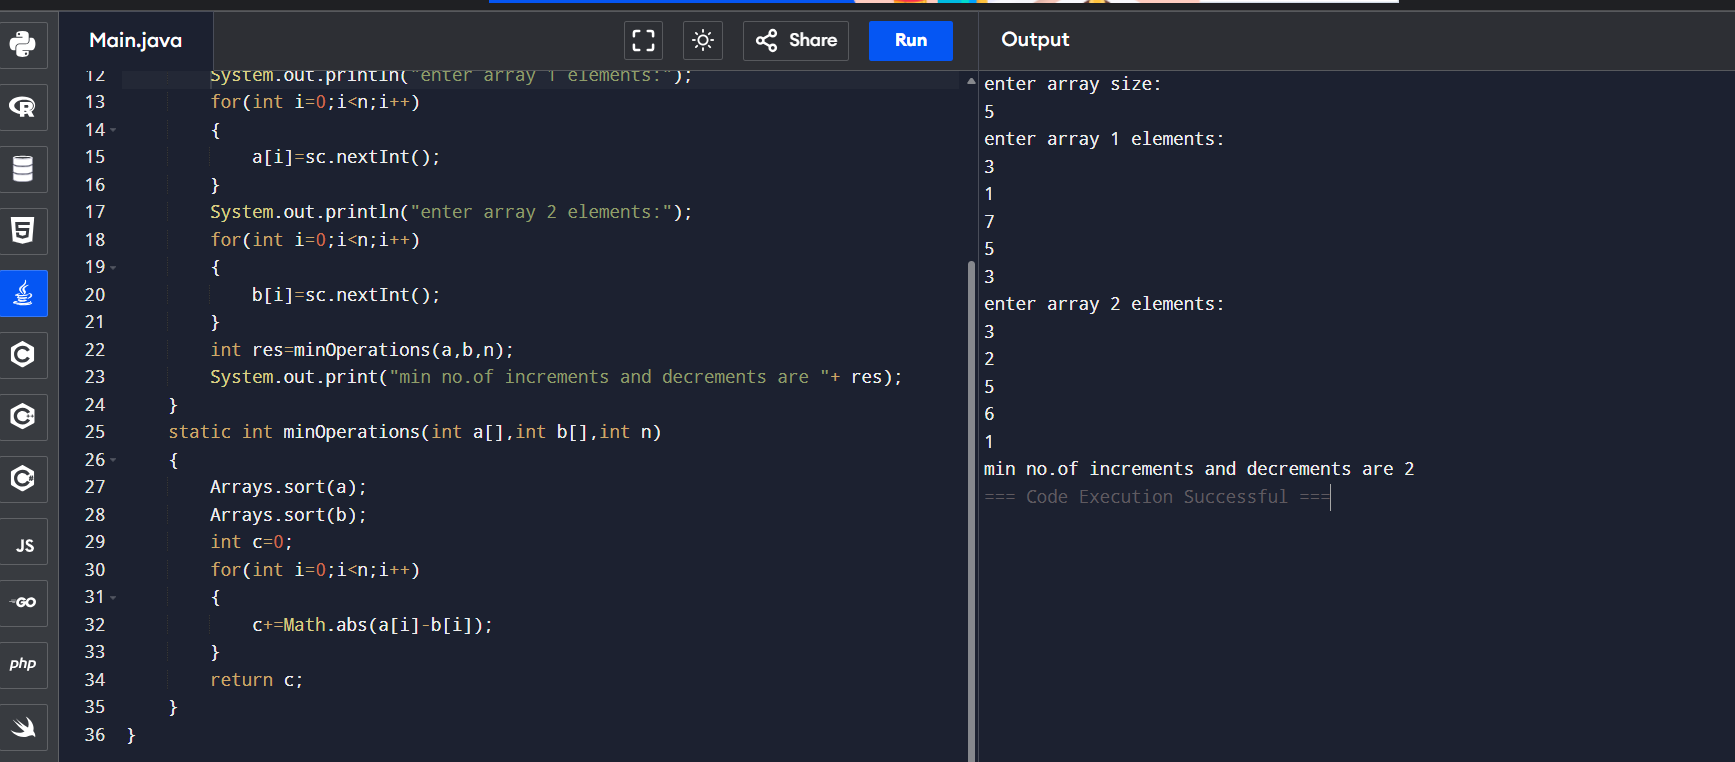 Main.java
Share
Run
Output
12 System.out.println("enter array 1 elements:");
13 for(int i=0;i<n;i++)
14 {
15 a[i]=sc.nextInt();
16 }
17 System.out.println("enter array 2 elements:");
18 for(int i=0;i<n;i++)
19 {
20 b[i]=sc.nextInt();
21 }
22 int res=minOperations(a,b,n);
23 System.out.print("min no.of increments and decrements are "+ res);
24 }
25 static int minOperations(int a[],int b[],int n)
26 {
27 Arrays.sort(a);
28 Arrays.sort(b);
29 int c=0;
30 for(int i=0;i<n;i++)
31 {
32 c+=Math.abs(a[i]-b[i]);
33 }
34 return c;
35 }
36 }
enter array size:
5
enter array 1 elements:
3
1
7
5
3
enter array 2 elements:
3
2
5
6
1
min no.of increments and decrements are 2
=== Code Execution Successful ===
R
5
C
C
C#
JS
GO
php